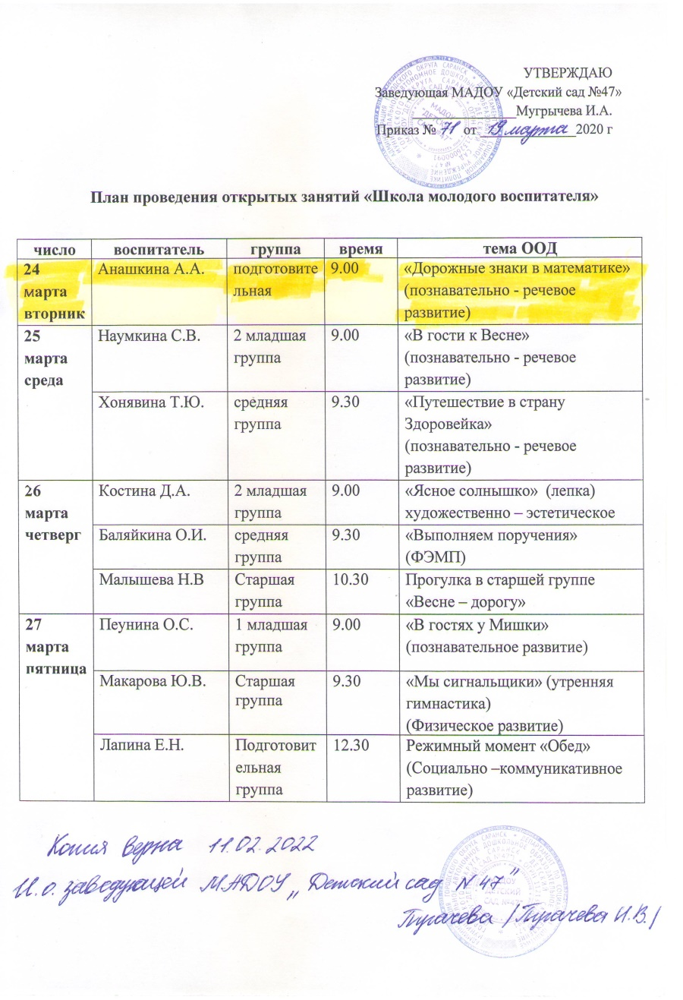 УТВЕРЖДАЮ
Заведующая МАДОУ «Детский сад №47»
_______________Мугрычева И.А.
Приказ № 71 от 19 марта 2020 г
План проведения открытых занятий «Школа молодого воспитателя»
число воспитатель группа время тема ООД
24 Анашкина А.А. подготовите 9.00 «Дорожные знаки в математике»
марта льная (познавательно - речевое
вторник развитие)
25 Наумкина С.В. 2 младшая 9.00 «В гости к Весне»
марта группа (познавательно - речевое
среда развитие)
Хонявина Т.Ю. средняя 9.30 «Путешествие в страну
группа Здоровейка»
(познавательно - речевое
развитие)
26 Костина Д.А. 2 младшая 9.00 «Ясное солнышко» (лепка)
марта группа художественно – эстетическое
четверг Баляйкина О.И. средняя 9.30 «Выполняем поручения»
группа (ФЭМП)
Малышева Н.В Старшая 10.30 Прогулка в старшей группе
группа «Весне – дорогу»
27 Пеунина О.С. 1 младшая 9.00 «В гостях у Мишки»
марта группа (познавательное развитие)
пятница Макарова Ю.В. Старшая 9.30 «Мы сигнальщики» (утренняя
группа гимнастика)
(Физическое развитие)
Лапина Е.Н. Подготовит 12.30 Режимный момент «Обед»
ельная (Социально –коммуникативное
группа развитие)
Копия верна 11.02.2022
И.о. заведующей МАДОУ „Детский сад N 47"
Пугачева /Пугачева И.В./